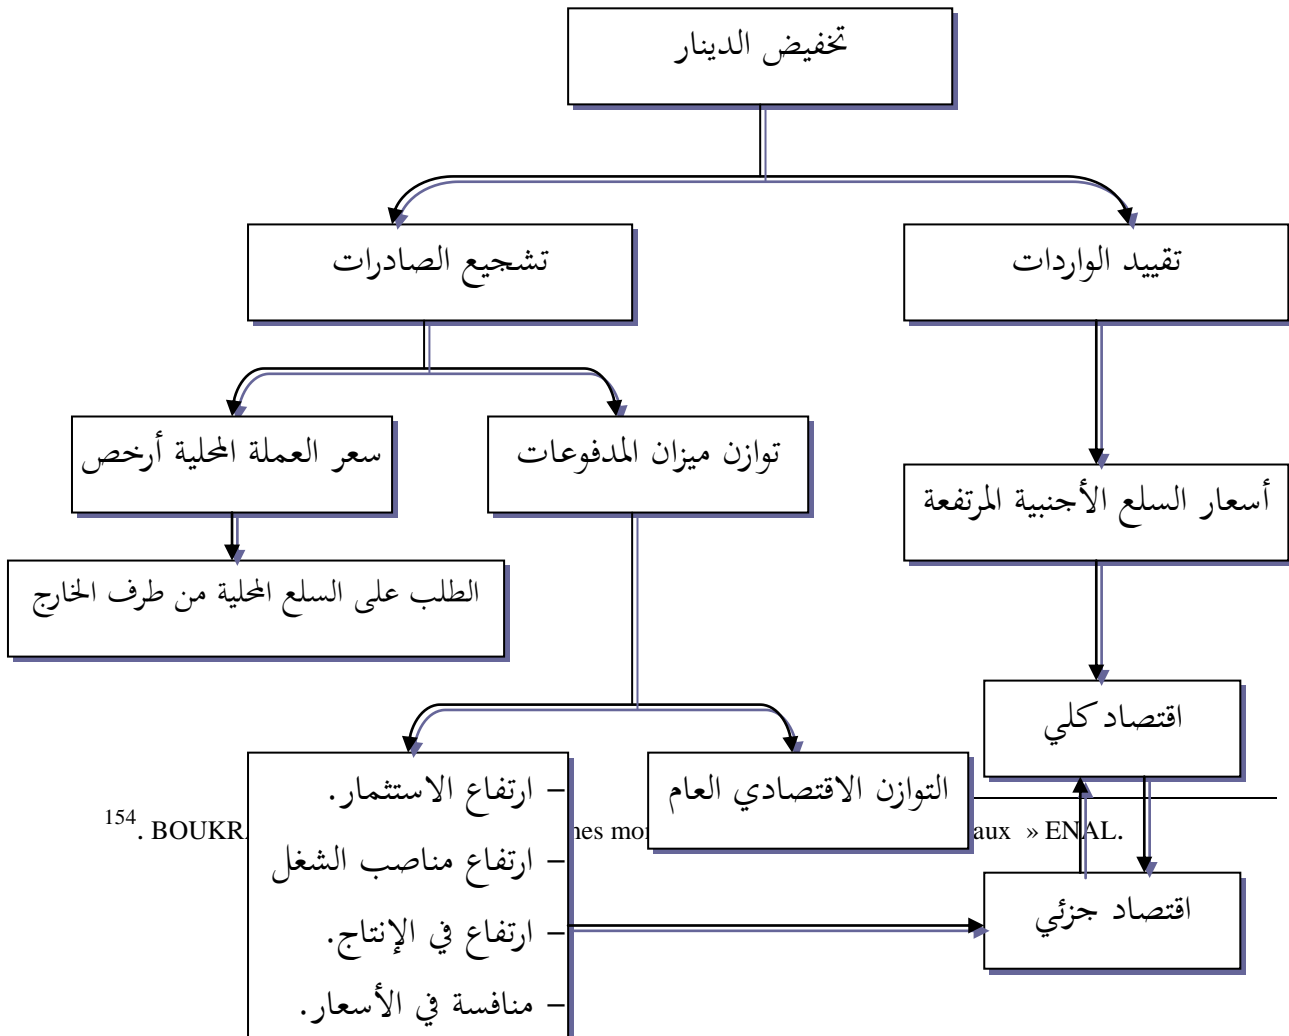 تخفيض الدينار
تقييد الواردات
تشجيع الصادرات
توازن ميزان المدفوعات
سعر العملة المحلية أرخص
أسعار السلع الأجنبية المرتفعة
الطلب على السلع المحلية من طرف الخارج
اقتصاد كلي
التوازن الاقتصادي العام
– ارتفاع الاستثمار.
– ارتفاع مناصب الشغل
– ارتفاع في الإنتاج.
– منافسة في الأسعار.
اقتصاد جزئي
154. BOUKR aux » ENAL.